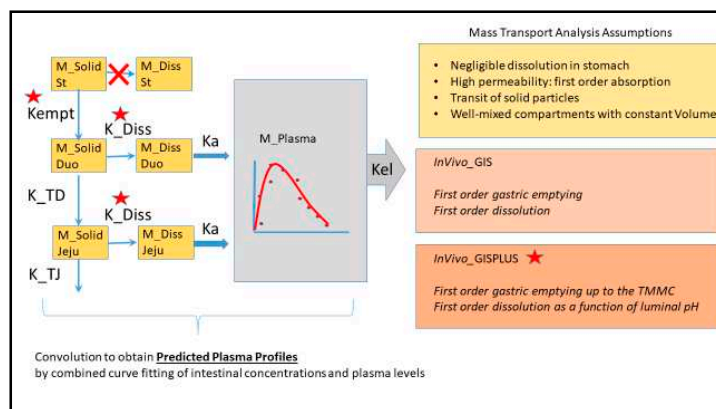 Mass Transport Analysis Assumptions
M_Solid
St
M_Diss
St
• Negligible dissolution in stomach
• High permeability: first order absorption
• Transit of solid particles
• Well-mixed compartments with constant Volume
Kempt
K_Diss
M_Solid
Duo
M_Diss
Duo
Ka
M_Plasma
Kel
K_TD
K_Diss
M_Solid
Jeju
M_Diss
Jeju
Ka
K_TJ
InVivo_GIS
First order gastric emptying
First order dissolution
InVivo_GISPLUS
First order gastric emptying up to the TMMC
First order dissolution as a function of luminal pH
Convolution to obtain Predicted Plasma Profiles
by combined curve fitting of intestinal concentrations and plasma levels